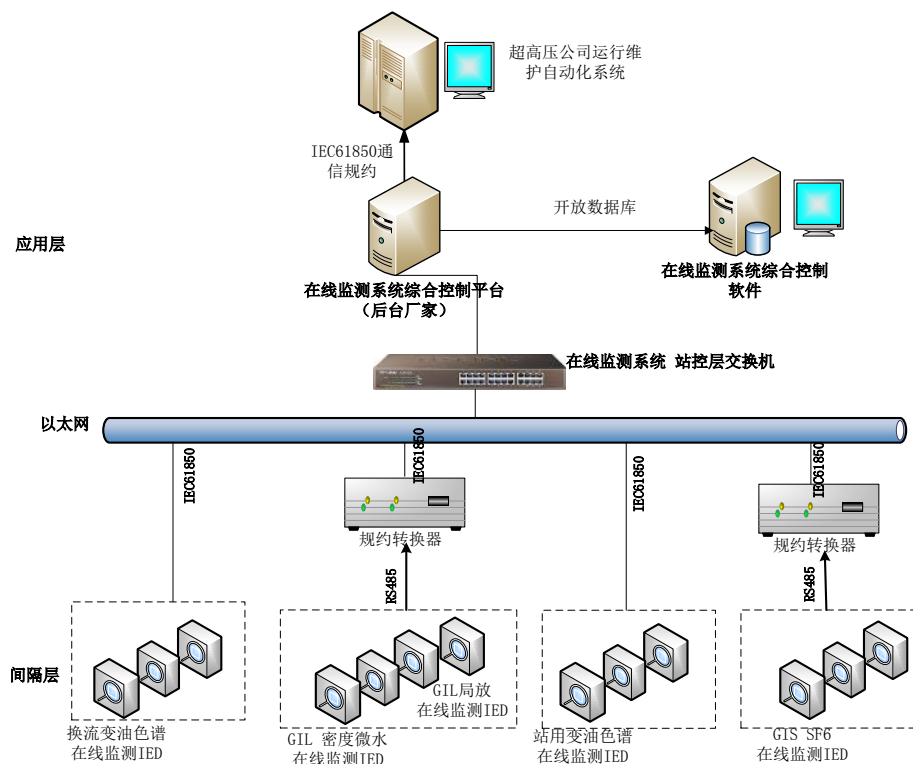 超高压公司运行维
护自动化系统
IEC61850通
信规约
开放数据库
应用层
在线监测系统综合控制平台
（后台厂家）
在线监测系统综合控制
软件
在线监测系统 站控层交换机
以太网
IEC61850
IEC61850
IEC61850
IEC61850
规约转换器
规约转换器
RS485
RS485
间隔层
换流变油色谱
在线监测IED
GIL 密度微水
在线监测IED
GIL局放
在线监测IED
站用变油色谱
在线监测IED
GIS SF6
在线监测IED